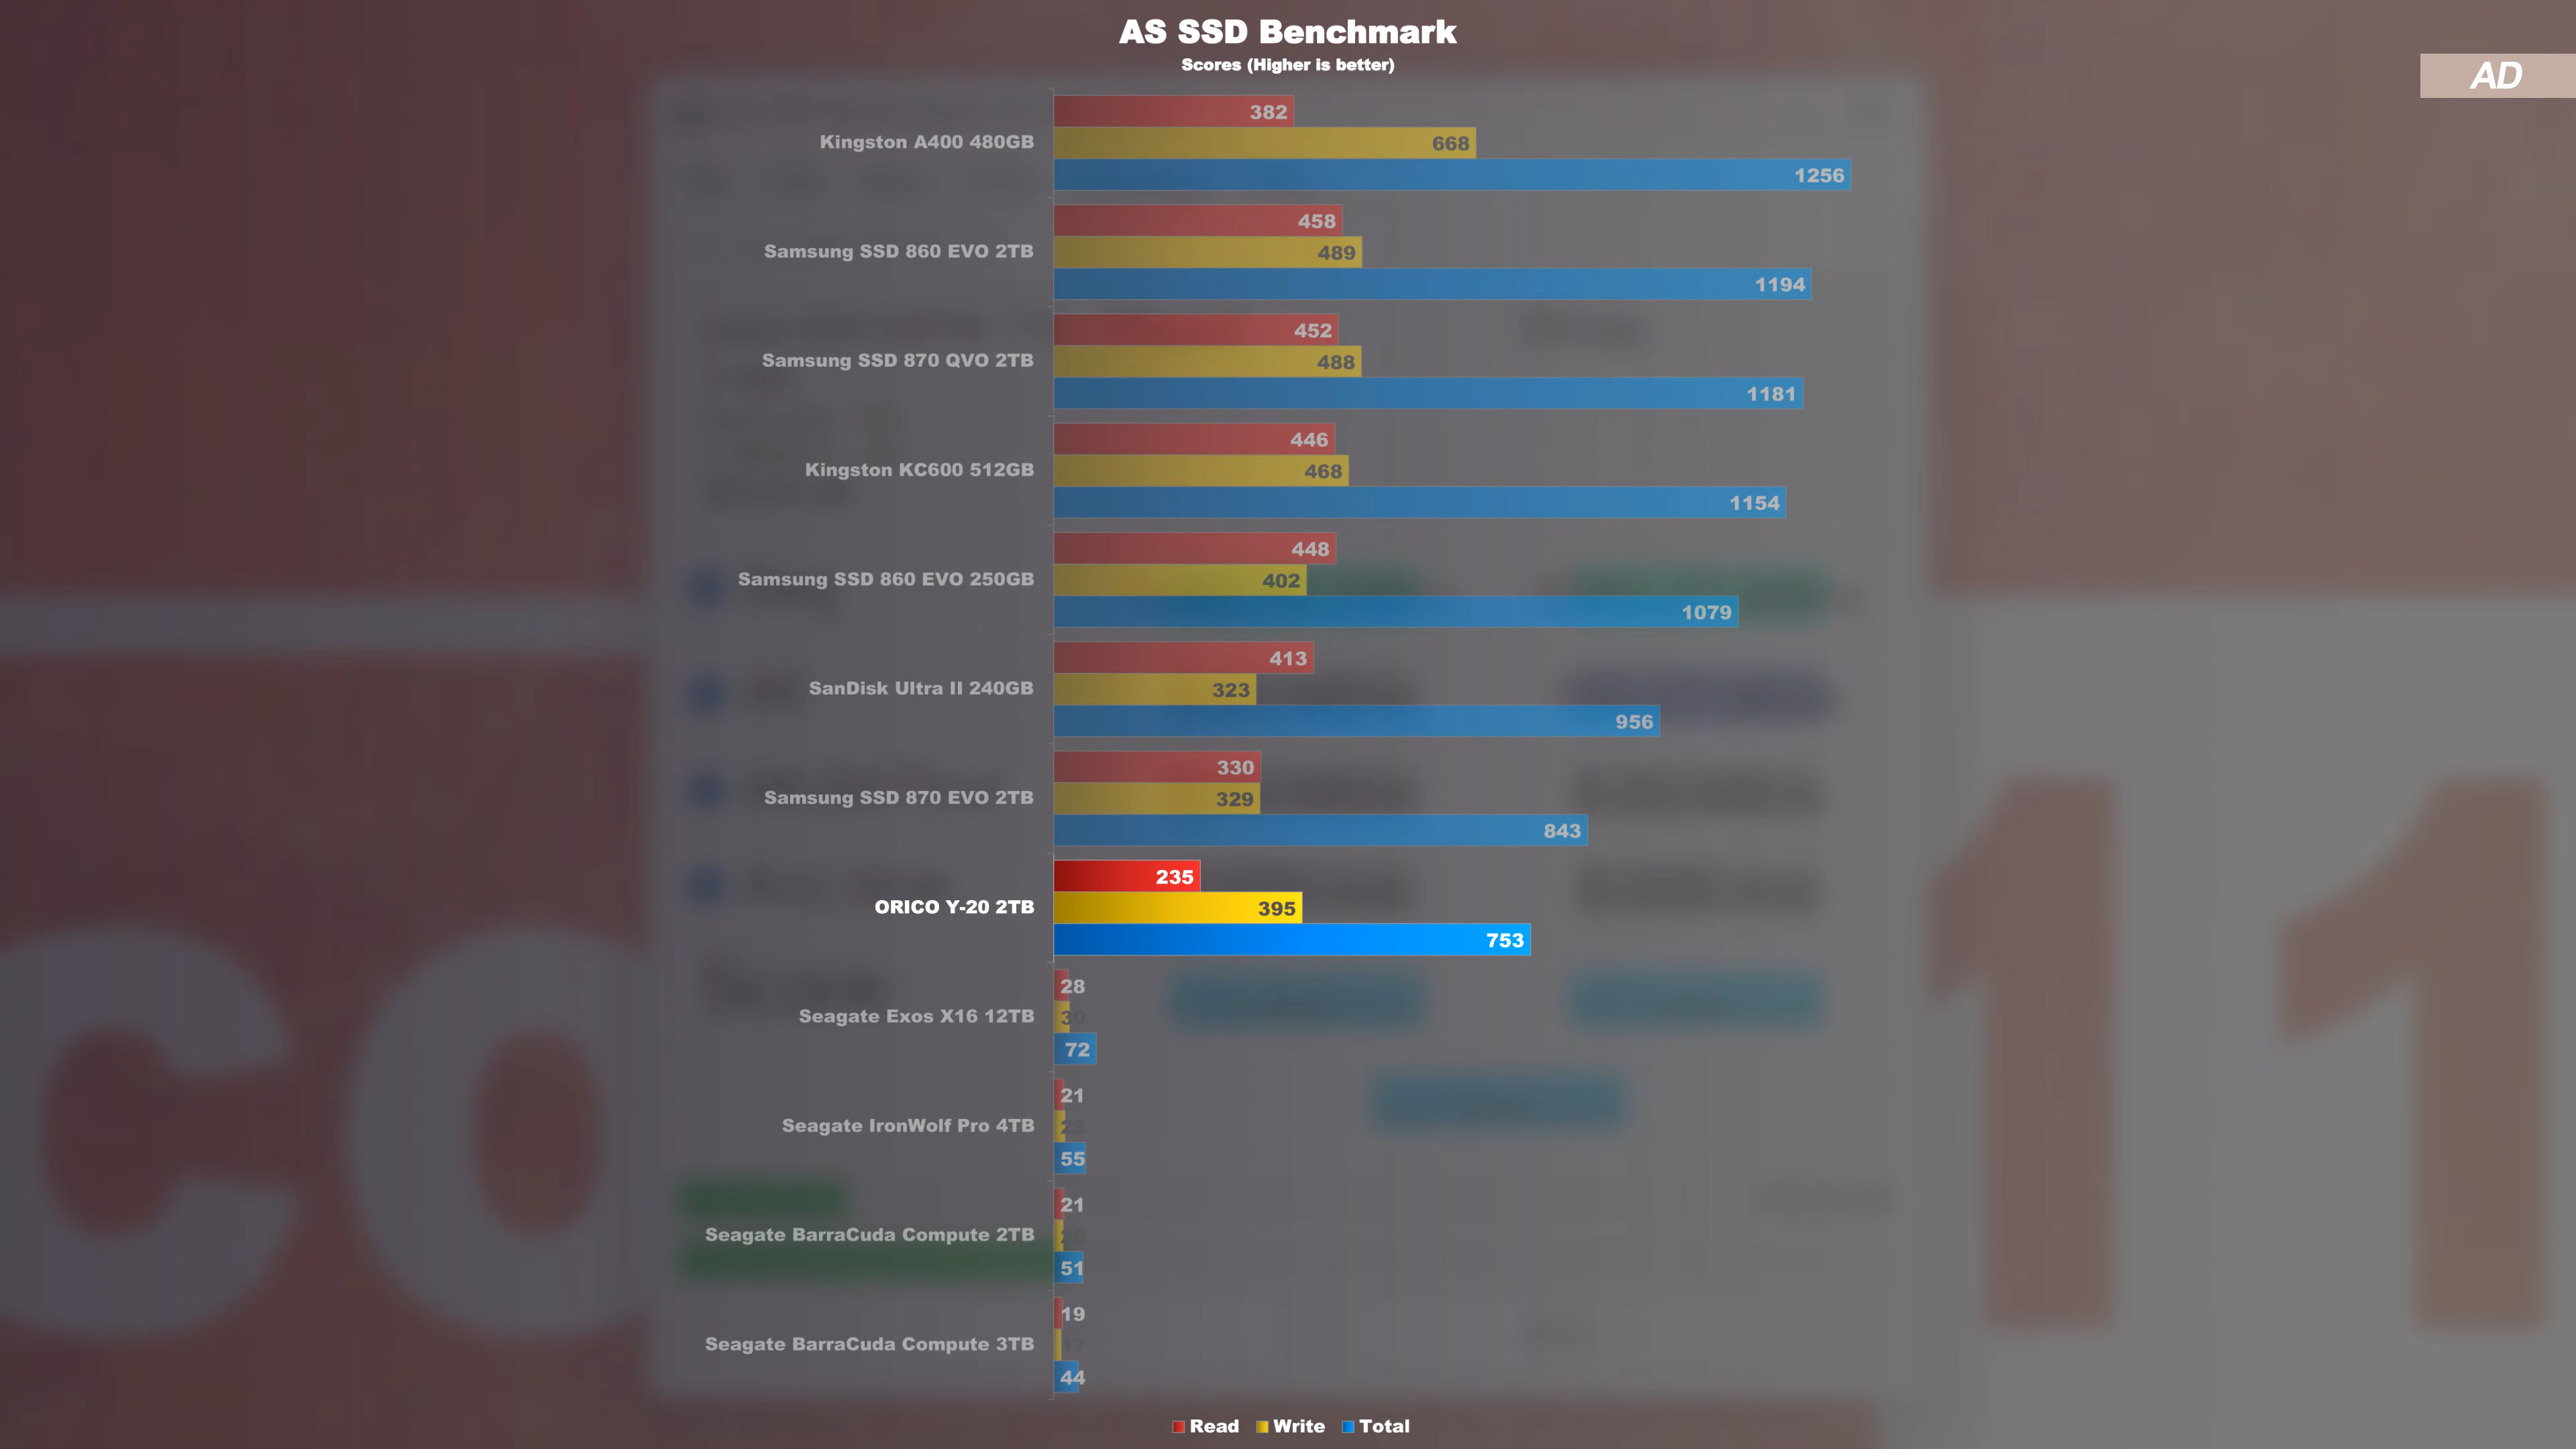 AS SSD Benchmark
Scores (Higher is better)
AD
382
Kingston A400 480GB
668
1256
458
Samsung SSD 860 EVO 2TB
489
1194
452
Samsung SSD 870 QVO 2TB
488
1181
446
Kingston KC600 512GB
468
1154
448
Samsung SSD 860 EVO 250GB
402
1079
413
SanDisk Ultra II 240GB
323
956
330
Samsung SSD 870 EVO 2TB
329
843
235
ORICO Y-20 2TB
395
753
28
Seagate Exos X16 12TB
30
72
21
Seagate IronWolf Pro 4TB
23
55
21
Seagate BarraCuda Compute 2TB
51
19
Seagate BarraCuda Compute 3TB
17
44
Read Write Total